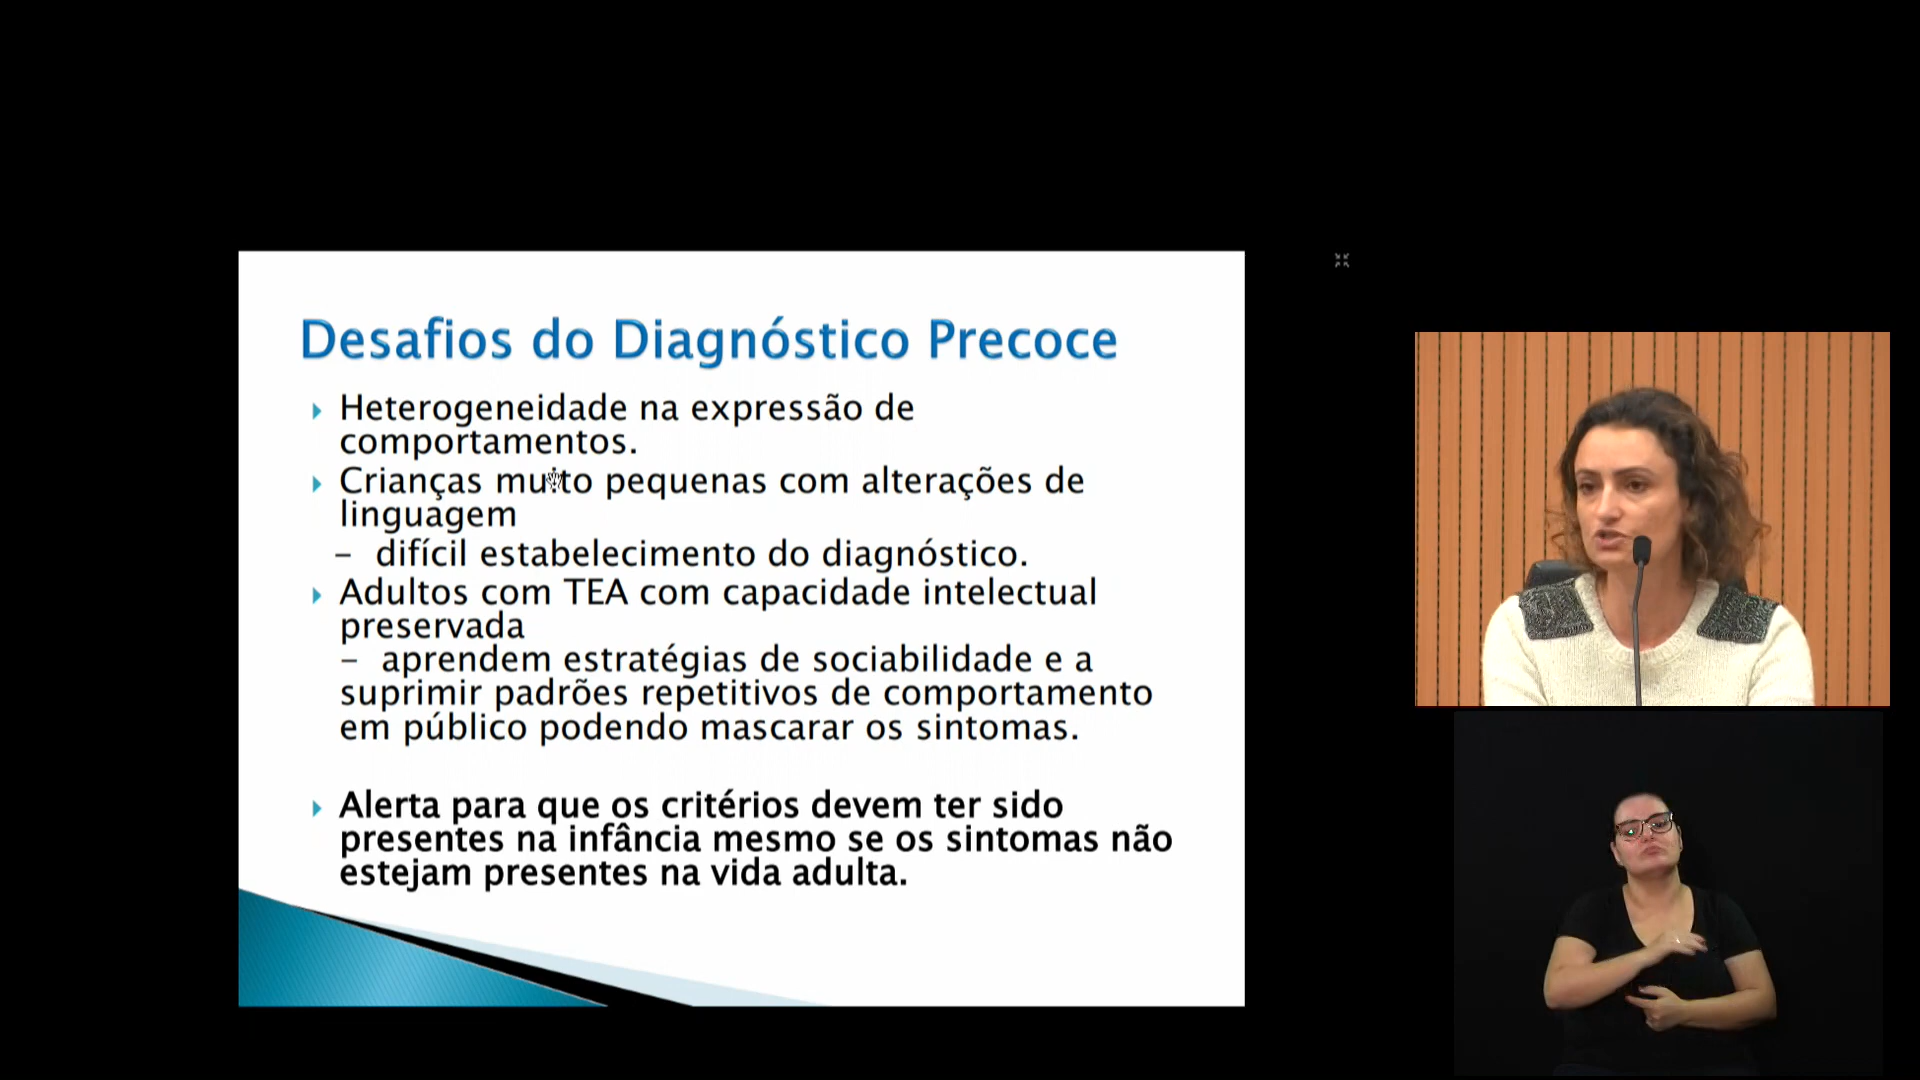 Desafios do Diagnóstico Precoce
Heterogeneidade na expressão de
comportamentos.
Crianças muito pequenas com alterações de
linguagem
– difícil estabelecimento do diagnóstico.
Adultos com TEA com capacidade intelectual
preservada
– aprendem estratégias de sociabilidade e a
suprimir padrões repetitivos de comportamento
em público podendo mascarar os sintomas.
Alerta para que os critérios devem ter sido
presentes na infância mesmo se os sintomas não
estejam presentes na vida adulta.